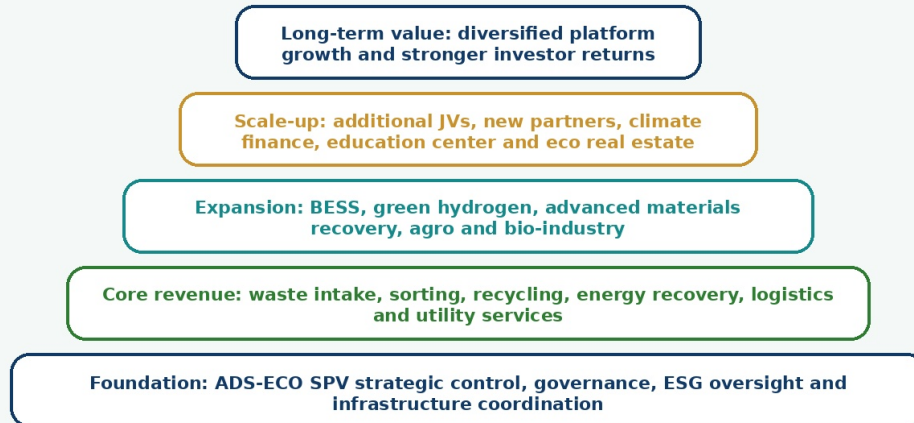 Long-term value: diversified platform
growth and stronger investor returns
Scale-up: additional JVs, new partners, climate
finance, education center and eco real estate
Expansion: BESS, green hydrogen, advanced materials
recovery, agro and bio-industry
Core revenue: waste intake, sorting, recycling, energy recovery, logistics
and utility services
Foundation: ADS-ECO SPV strategic control, governance, ESG oversight and
infrastructure coordination